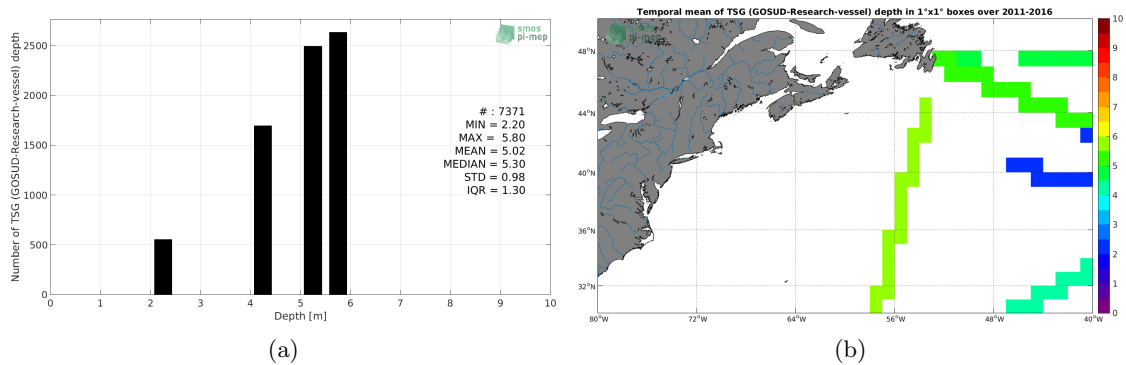 smos
pi-mep
Number of TSG (GOSUD-Research-vessel) depth
2500
2000
1500
1000
500
0
# : 7371
MIN = 2.20
MAX = 5.80
MEAN = 5.02
MEDIAN = 5.30
STD = 0.98
IQR = 1.30
0 1 2 3 4 5 6 7 8 9 10
Depth [m]
(a)
Temporal mean of TSG (GOSUD-Research-vessel) depth in 1°x1° boxes over 2011-2016
smos
pi-mep
48°N
44°N
40°N
36°N
32°N
80°W 72°W 64°W 56°W 48°W 40°W
10
9
8
7
6
5
4
3
2
1
0
(b)